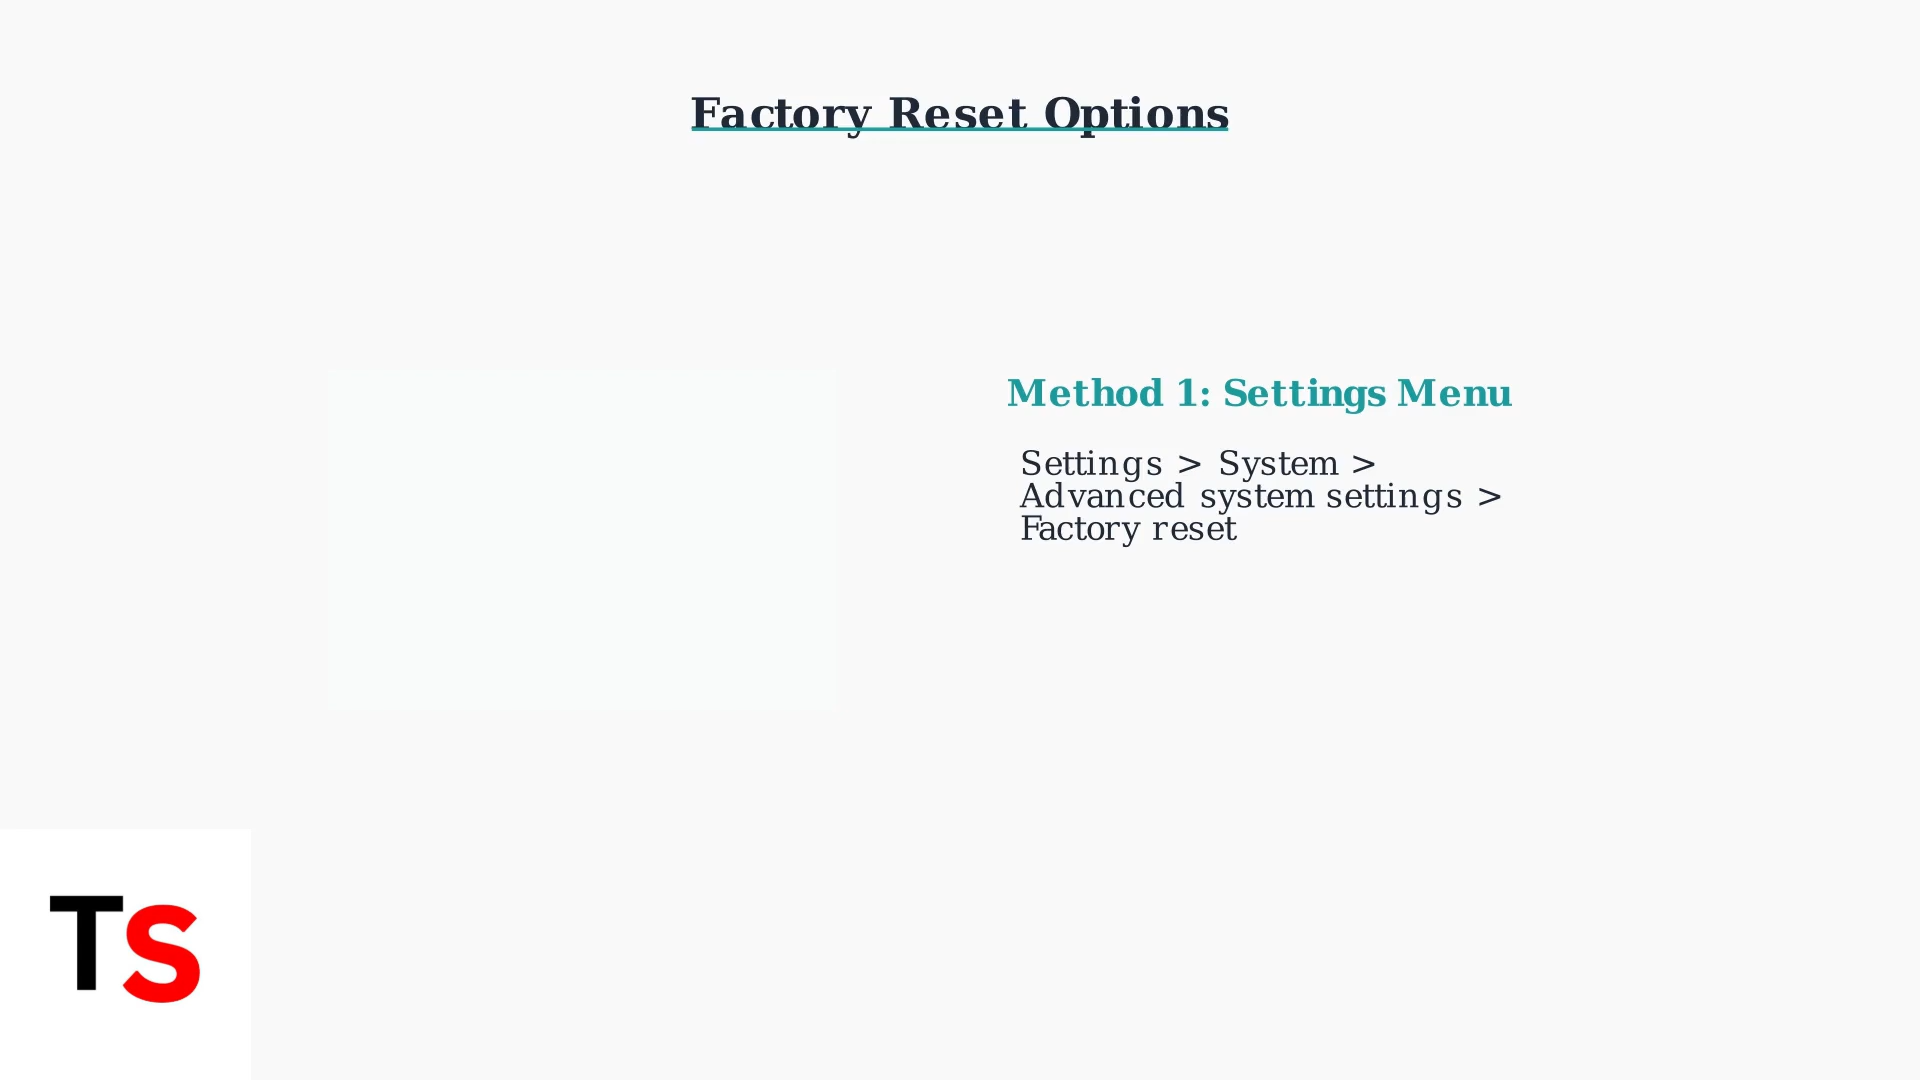 Factory Reset Options
Method 1: Settings Menu
Settings > System >
Advanced system settings >
Factory reset
TS